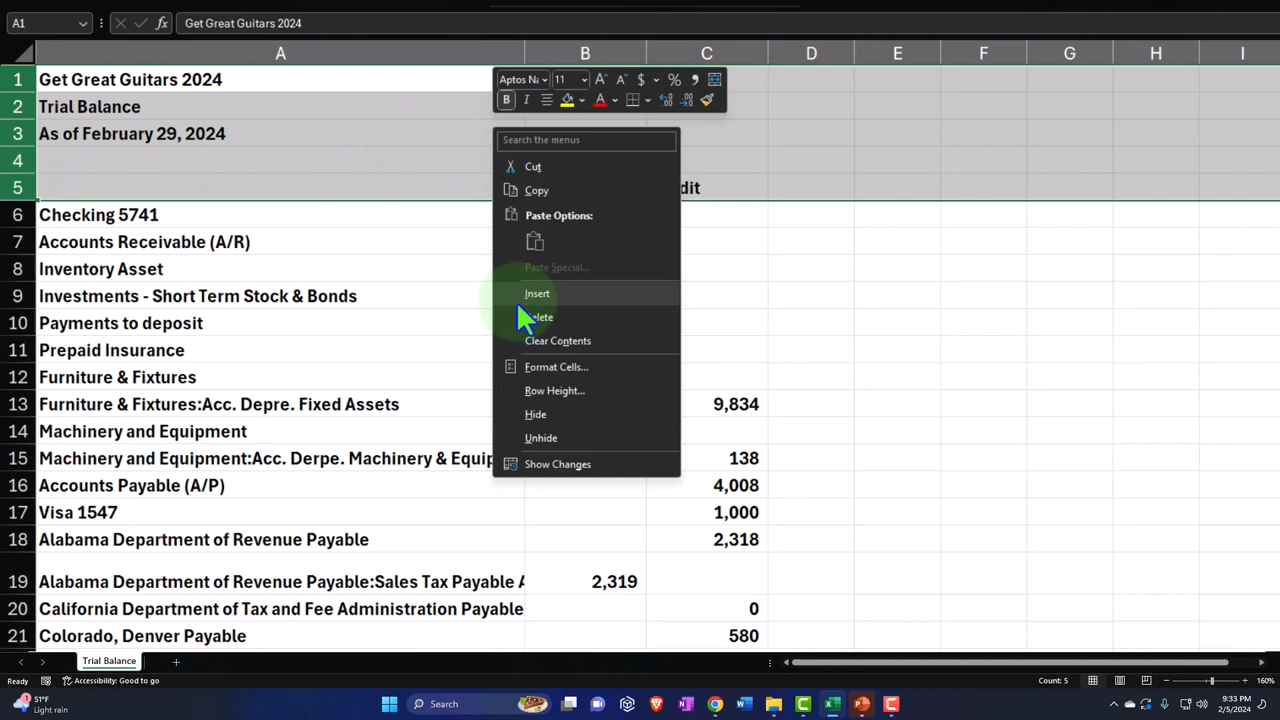 A1
Get Great Guitars 2024
A B C D E F G H I
1 Get Great Guitars 2024
2 Trial Balance
3 As of February 29, 2024
4
5
6 Checking 5741
7 Accounts Receivable (A/R)
8 Inventory Asset
9 Investments - Short Term Stock & Bonds
10 Payments to deposit
11 Prepaid Insurance
12 Furniture & Fixtures
13 Furniture & Fixtures:Acc. Depre. Fixed Assets 9,834
14 Machinery and Equipment
15 Machinery and Equipment:Acc. Derpe. Machinery & Equip 138
16 Accounts Payable (A/P) 4,008
17 Visa 1547 1,000
18 Alabama Department of Revenue Payable 2,318
19 Alabama Department of Revenue Payable:Sales Tax Payable A 2,319
20 California Department of Tax and Fee Administration Payable 0
21 Colorado, Denver Payable 580
Aptos Na 11 A A $ % ,
B I A
Search the menus
Cut
Copy
Paste Options:
Paste Special...
Insert
elete
Clear Contents
Format Cells...
Row Height...
Hide
Unhide
Show Changes
dit
Trial Balance
Ready
Accessibility: Good to go
Count: 5
160%
51°F
Light rain
Search
9:33 PM
2/5/2024